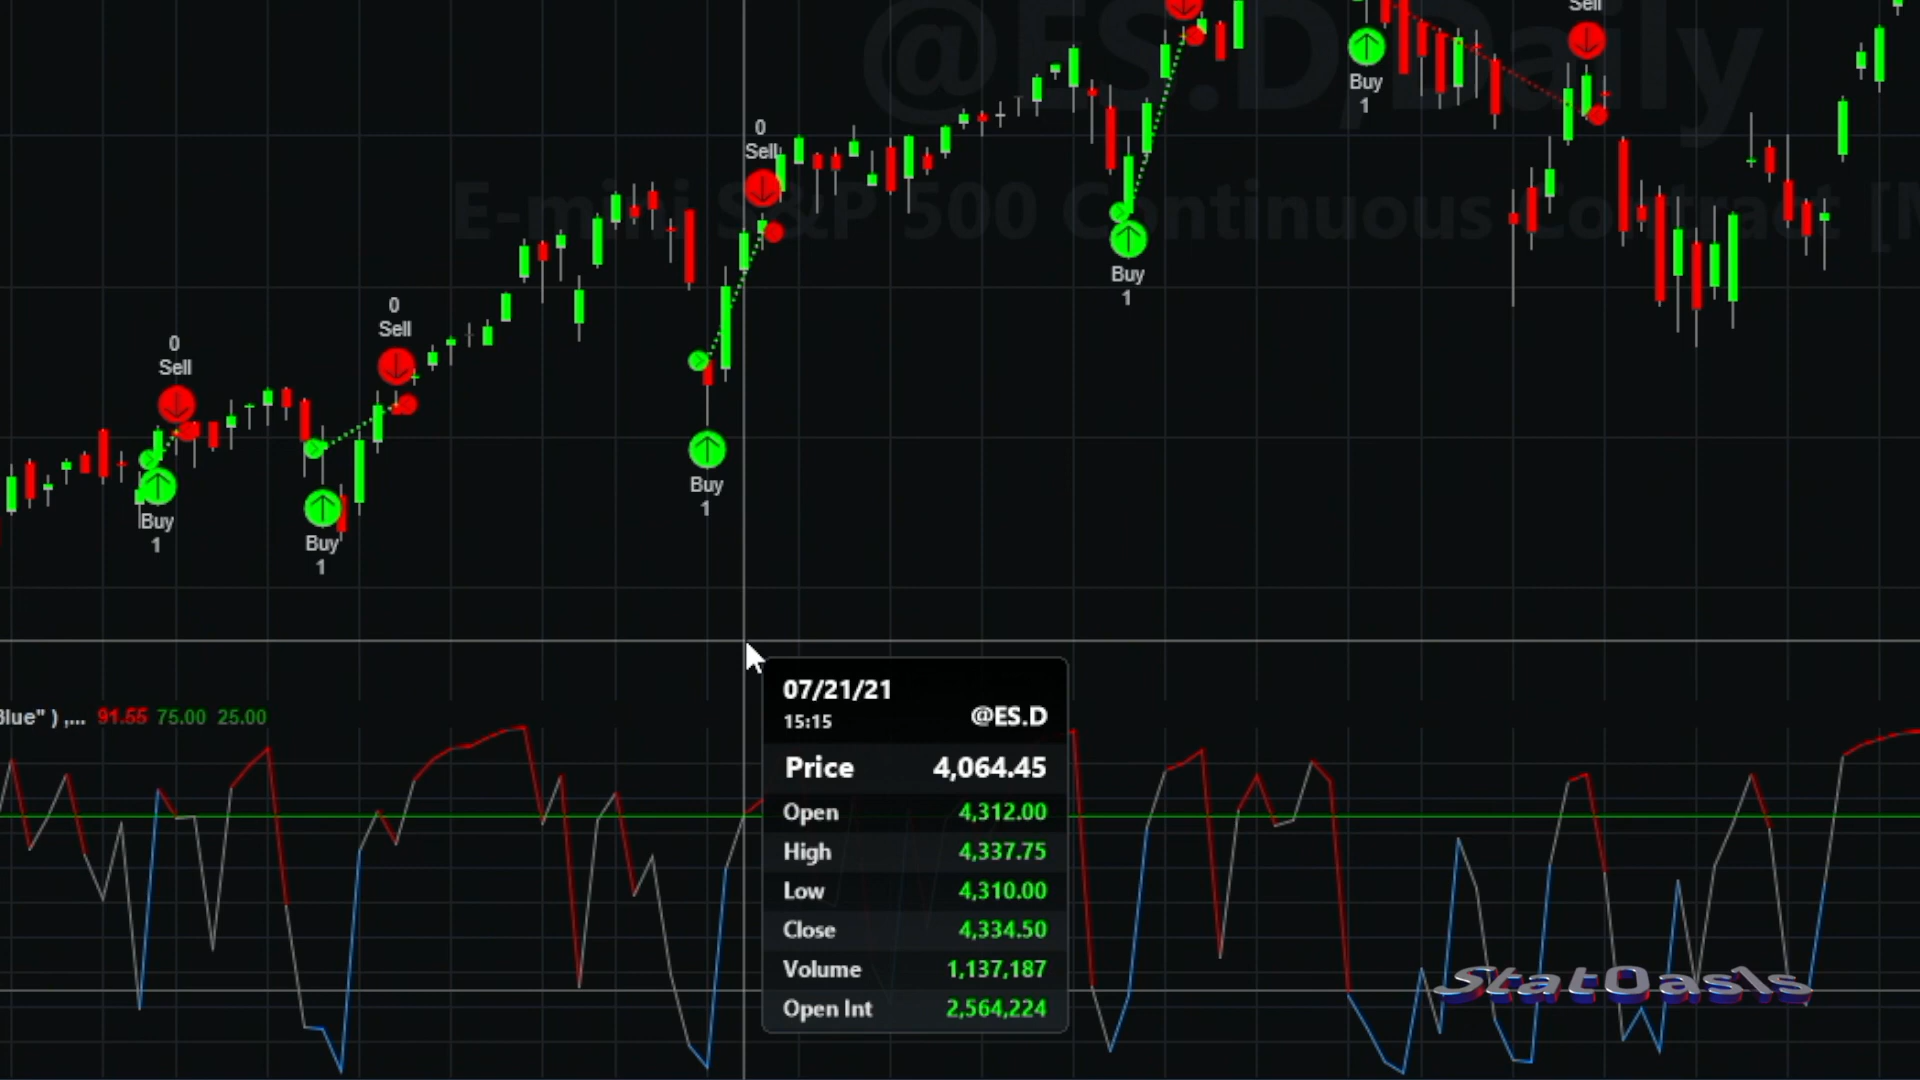 @ES.D,Daily
E-mini S&P 500 Continuous Contract [M
Sell
Buy
1
0
Sell
0
Sell
0
Sell
Buy
1
Buy
1
Buy
1
Buy
1
Blue" ) ,... 91.55 75.00 25.00
07/21/21
15:15 @ES.D
Price 4,064.45
Open 4,312.00
High 4,337.75
Low 4,310.00
Close 4,334.50
Volume 1,137,187
Open Int 2,564,224
StatOasIs